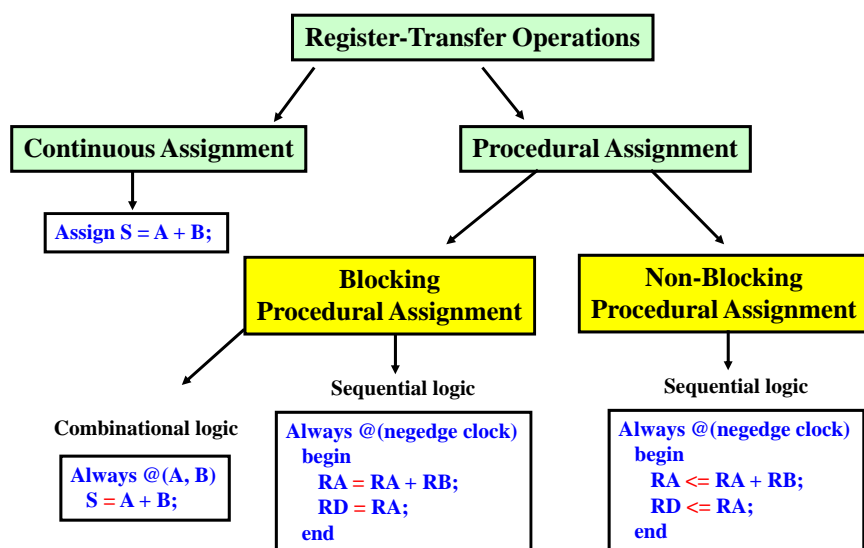 Register-Transfer Operations
Continuous Assignment
Procedural Assignment
Assign S = A + B;
Blocking
Procedural Assignment
Non-Blocking
Procedural Assignment
Combinational logic
Always @(A, B)
S = A + B;
Sequential logic
Always @(negedge clock)
begin
RA = RA + RB;
RD = RA;
end
Sequential logic
Always @(negedge clock)
begin
RA <= RA + RB;
RD <= RA;
end